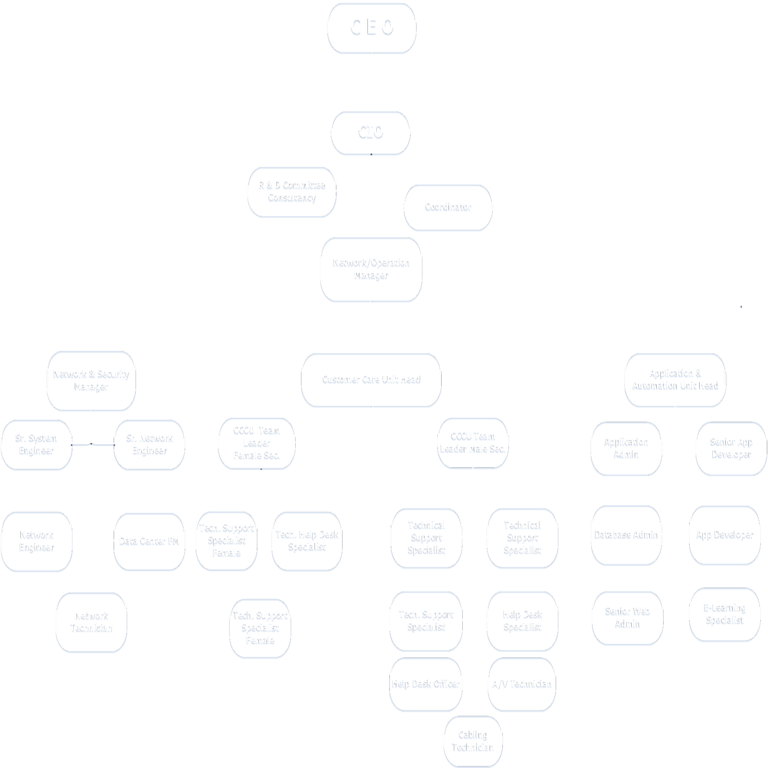 CEO
CIO
R & D Committee
Consultancy
Coordinator
Network/Operation
Manager
Network & Security
Manager
Customer Care Unit Head
Application &
Automation Unit Head
Sr. System
Engineer
Sr. Network
Engineer
CCCU Team
Leader
Female Sec.
CCCU Team
Leader Male Sec.
Application
Admin
Senior App
Developer
Network
Engineer
Data Center PM
Tech. Support
Specialist
Female
Tech. Help Desk
Specialist
Technical
Support
Specialist
Technical
Support
Specialist
Database Admin
App Developer
Network
Technician
Tech. Support
Specialist
Female
Tech. Support
Specialist
Help Desk
Specialist
Senior Web
Admin
E-Learning
Specialist
Help Desk Officer
A/V Technician
Cabling
Technician